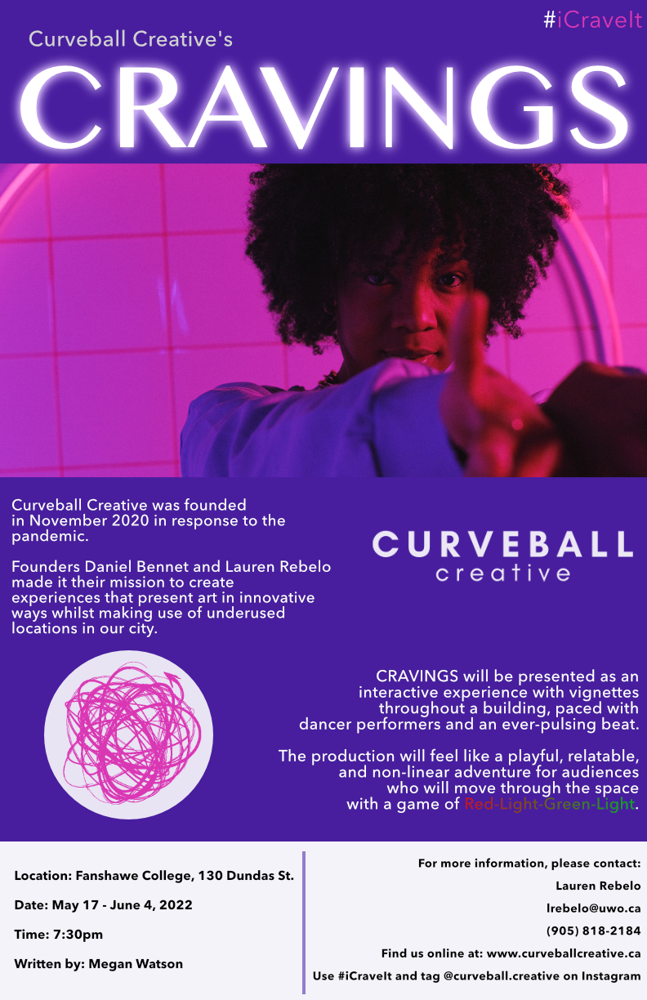 #iCraveIt
Curveball Creative's
CRAVINGS
Curveball Creative was founded
in November 2020 in response to the
pandemic.
Founders Daniel Bennet and Lauren Rebelo
made it their mission to create
experiences that present art in innovative
ways whilst making use of underused
locations in our city.
CURVEBALL
creative
CRAVINGS will be presented as an
interactive experience with vignettes
throughout a building, paced with
dancer performers and an ever-pulsing beat.
The production will feel like a playful, relatable,
and non-linear adventure for audiences
who will move through the space
with a game of Red-Light-Green-Light.
Location: Fanshawe College, 130 Dundas St.
Date: May 17 - June 4, 2022
Time: 7:30pm
Written by: Megan Watson
For more information, please contact:
Lauren Rebelo
lrebelo@uwo.ca
(905) 818-2184
Find us online at: www.curveballcreative.ca
Use #iCraveIt and tag @curveball.creative on Instagram